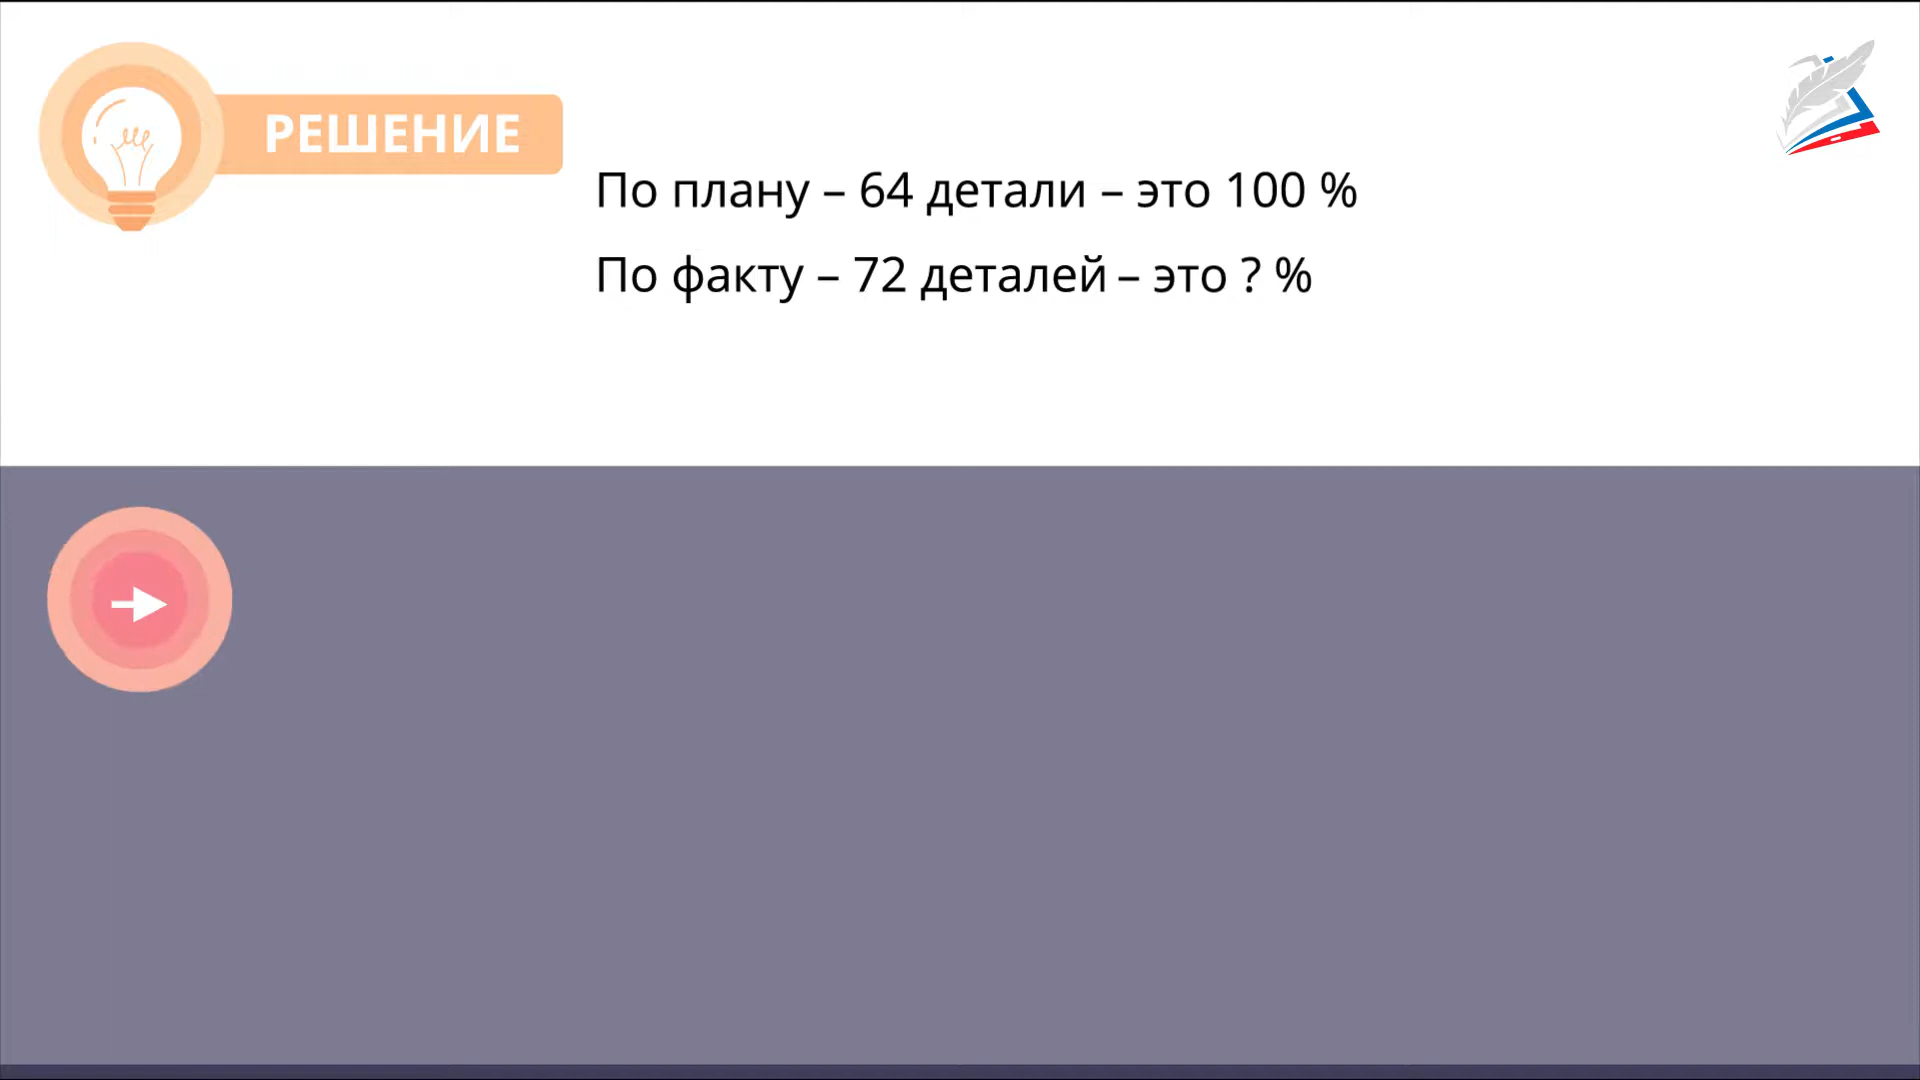 РЕШЕНИЕ
По плану – 64 детали – это 100 %
По факту – 72 деталей – это ? %